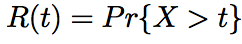 R(t) = Pr{X > t}